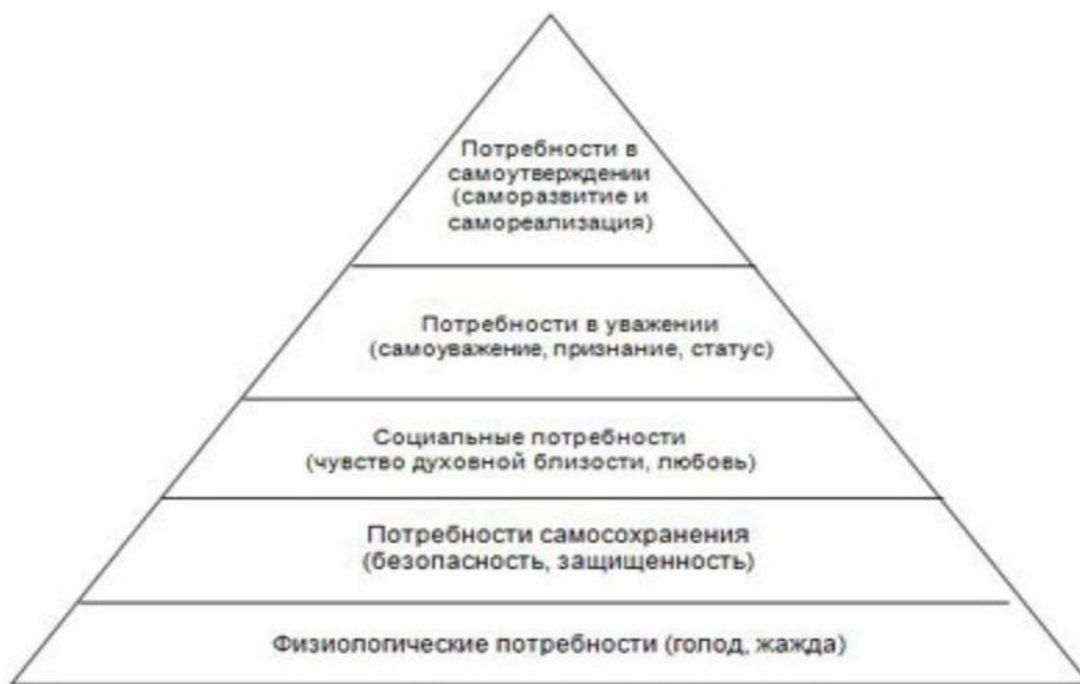 Потребности в
самоутверждении
(саморазвитие и
самореализация)
Потребности в уважении
(самоуважение, признание, статус)
Социальные потребности
(чувство духовной близости, любовь)
Потребности самосохранения
(безопасность, защищенность)
Физиологические потребности (голод, жажда)